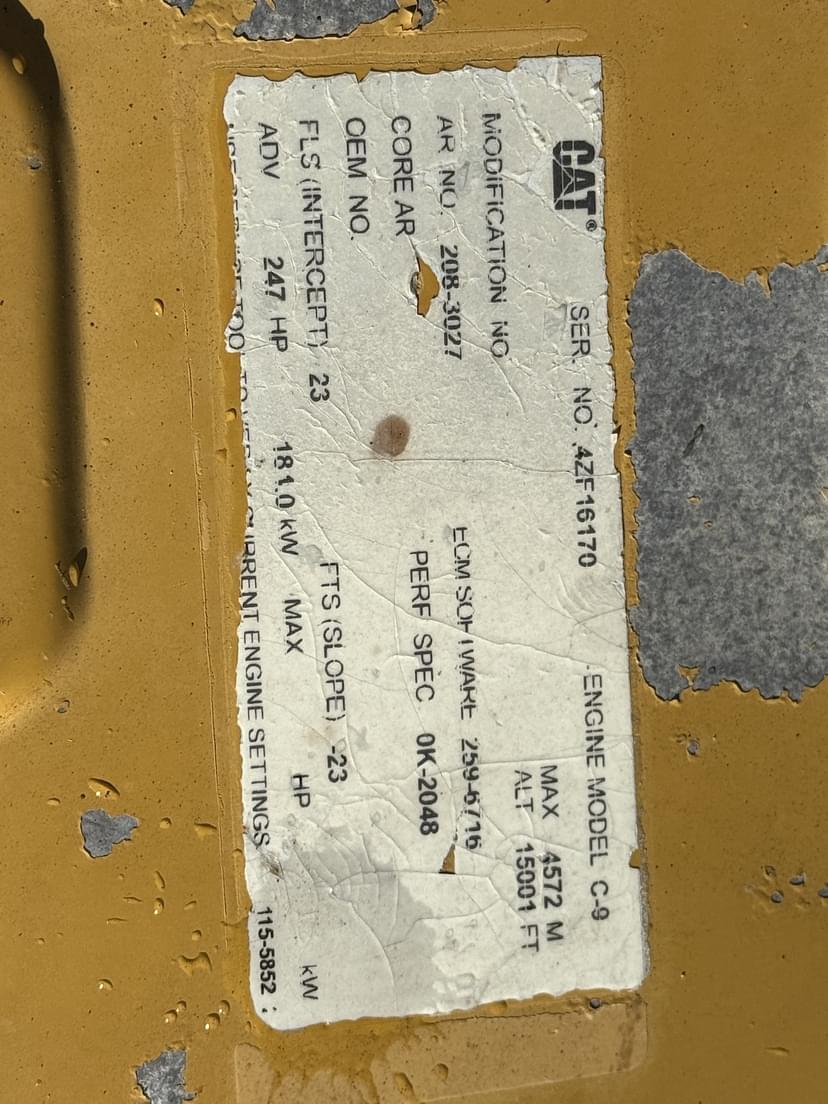 CAT® SER. NO. 4ZF16170 ENGINE MODEL C-9
MAX 4572 M
ALT 15001 FT
MODIFICATION NO
AR NO. 208-3027 ECM SOFTWARE 259-6716
CORE AR PERF SPEC 0K-2048
OEM NO.
FLS (INTERCEPT) 23 FTS (SLOPE) -23
ADV 247 HP 181.0 kW MAX HP kW
TOO CURRENT ENGINE SETTINGS 115-5852